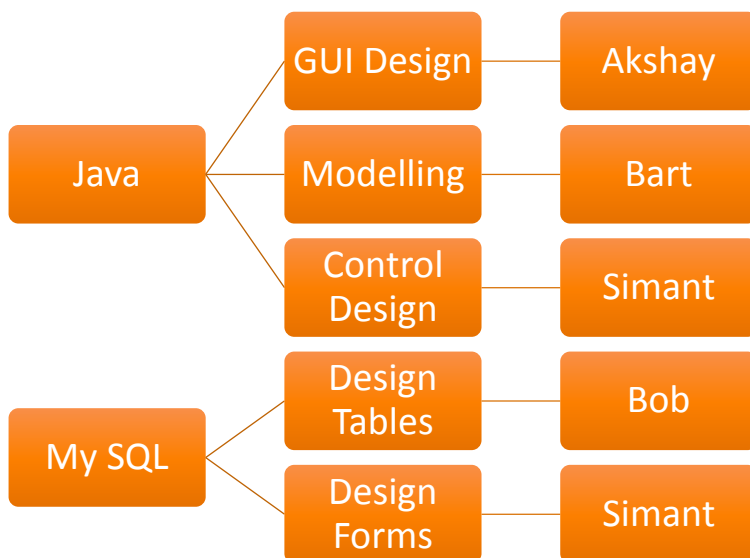 GUI Design
Akshay
Java
Modelling
Bart
Control
Design
Simant
Design
Tables
Bob
My SQL
Design
Forms
Simant